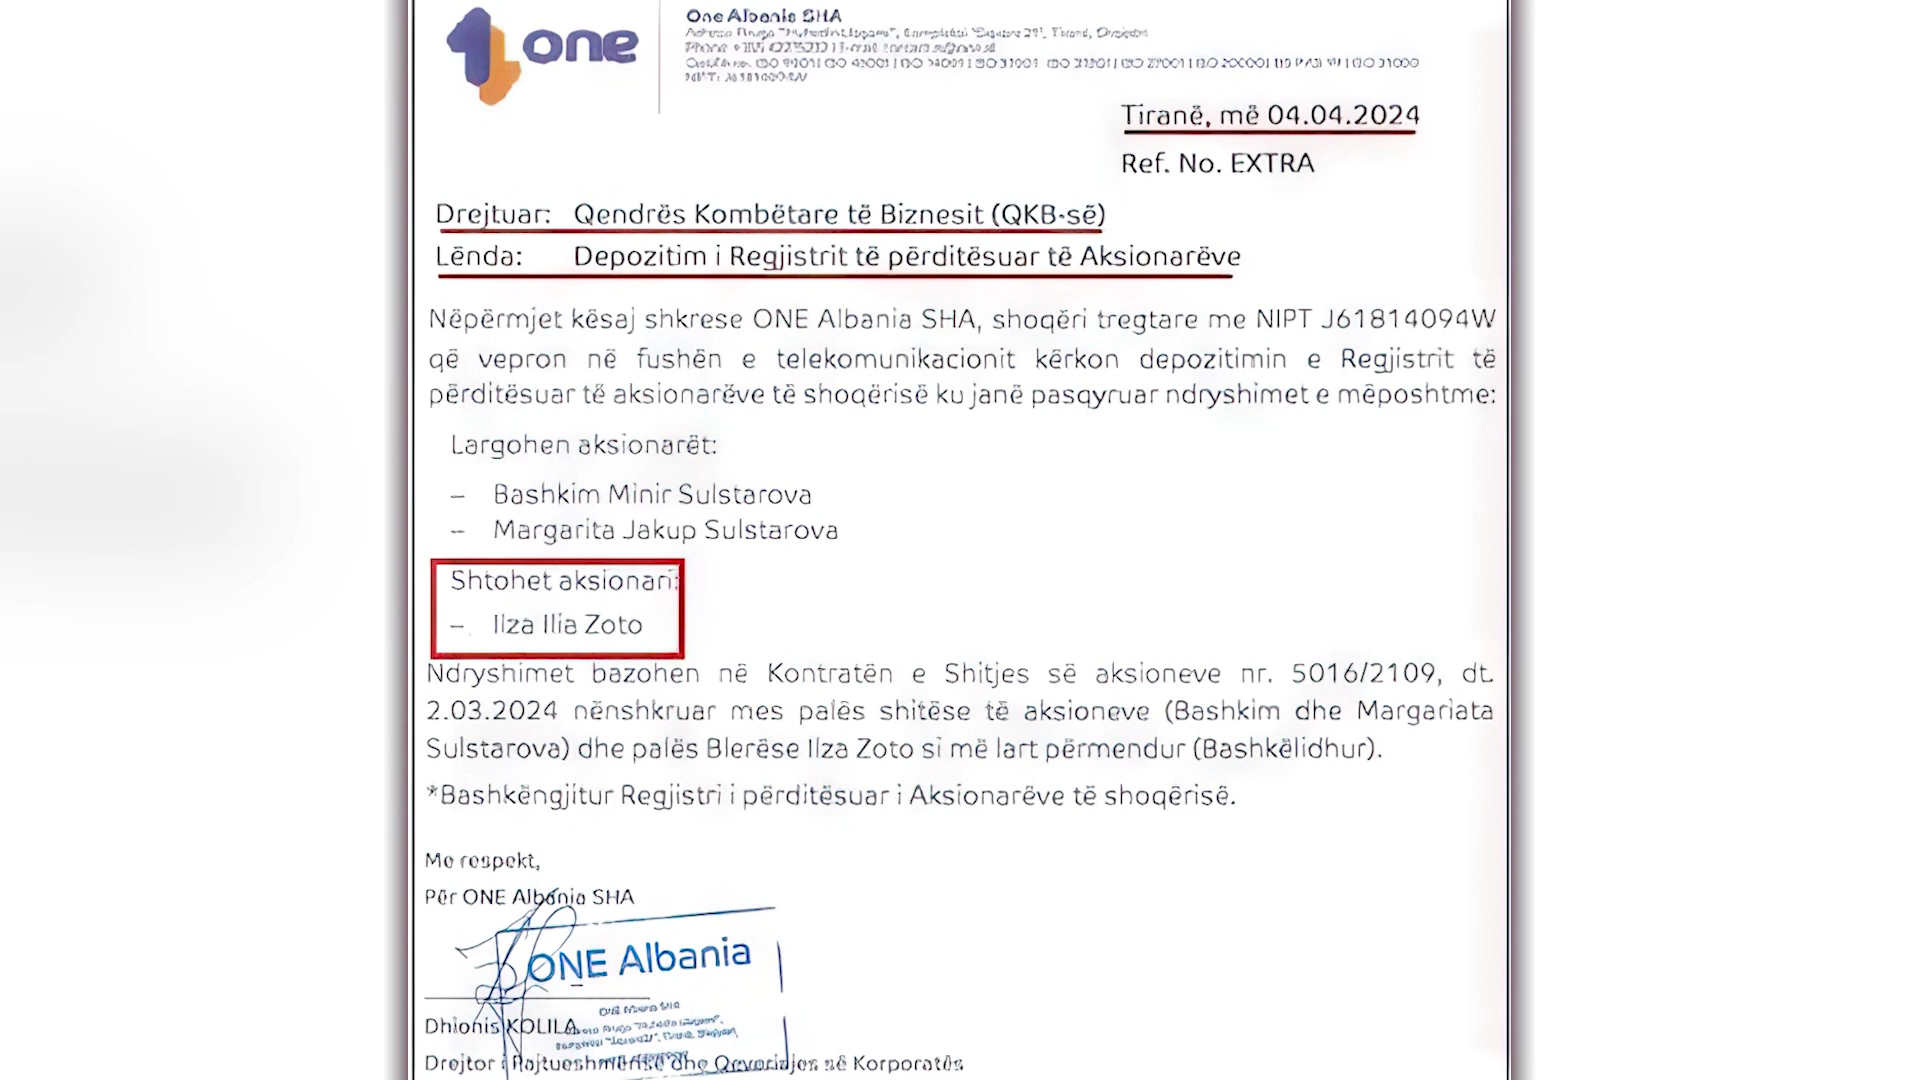 one
One Albania SHA
Tiranë, më 04.04.2024
Ref. No. EXTRA
Drejtuar: Qendrës Kombëtare të Biznesit (QKB-së)
Lënda: Depozitim i Regjistrit të përditësuar të Aksionarëve
Nëpërmjet kësaj shkrese ONE Albania SHA, shoqëri tregtare me NIPT J61814094W
që vepron në fushën e telekomunikacionit kërkon depozitimin e Regjistrit të
përditësuar të aksionarëve të shoqërisë ku janë pasqyruar ndryshimet e mëposhtme:
Largohen aksionarët:
– Bashkim Minir Sulstarova
– Margarita Jakup Sulstarova
Shtohet aksionari:
– Ilza Ilia Zoto
Ndryshimet bazohen në Kontratën e Shitjes së aksioneve nr. 5016/2109, dt.
2.03.2024 nënshkruar mes palës shitëse të aksioneve (Bashkim dhe Margariata
Sulstarova) dhe palës Blerëse Ilza Zoto si më lart përmendur (Bashkëlidhur).
*Bashkëngjitur Regjistri i përditësuar i Aksionarëve të shoqërisë.
Me respekt,
Për ONE Albania SHA
ONE Albania
Dhionis KOLILA
Drejtor i dhe Qeverisjes në Korporatës